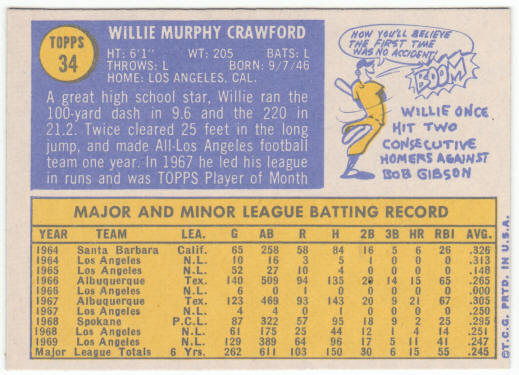 TOPPS
34
WILLIE MURPHY CRAWFORD
HT: 6'1" WT: 205 BATS: L
THROWS: L BORN: 9/7/46
HOME: LOS ANGELES, CAL.
A great high school star, Willie ran the
100-yard dash in 9.6 and the 220 in
21.2. Twice cleared 25 feet in the long
jump, and made All-Los Angeles football
team one year. In 1967 he led his league
in runs and was TOPPS Player of Month
NOW YOU'LL BELIEVE
THE FIRST TIME
WAS NO ACCIDENT!
BOOM
WILLIE ONCE
HIT TWO
CONSECUTIVE
HOMERS AGAINST
BOB GIBSON
MAJOR AND MINOR LEAGUE BATTING RECORD
YEAR TEAM LEA. G AB R H 2B 3B HR RBI AVG.
1964 Santa Barbara Calif. 65 258 58 84 16 5 6 26 .326
1964 Los Angeles N.L. 10 16 3 5 1 0 0 0 .313
1965 Los Angeles N.L. 52 27 10 4 0 0 0 0 .148
1966 Albuquerque Tex. 140 509 94 135 20 14 15 65 .265
1966 Los Angeles N.L. 6 0 1 0 0 0 0 0 .000
1967 Albuquerque Tex. 123 469 93 143 20 9 21 67 .305
1967 Los Angeles N.L. 4 4 0 1 0 0 0 0 .250
1968 Spokane P.C.L. 87 322 57 95 18 9 2 25 .295
1968 Los Angeles N.L. 61 175 25 44 12 1 4 14 .251
1969 Los Angeles N.L. 129 389 64 96 17 5 11 41 .247
Major League Totals 6 Yrs. 262 611 103 150 30 6 15 55 .245
©T.C.G. PRTD. IN U.S.A.